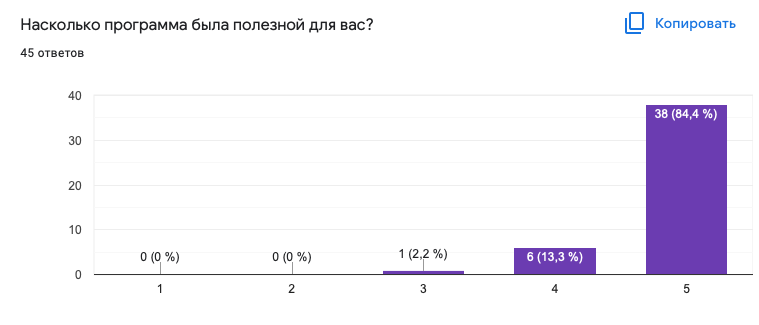 Насколько программа была полезной для вас?
Копировать
45 ответов
40
30
20
10
0
0 (0 %)
0 (0 %)
1 (2,2 %)
6 (13,3 %)
38 (84,4 %)
1
2
3
4
5